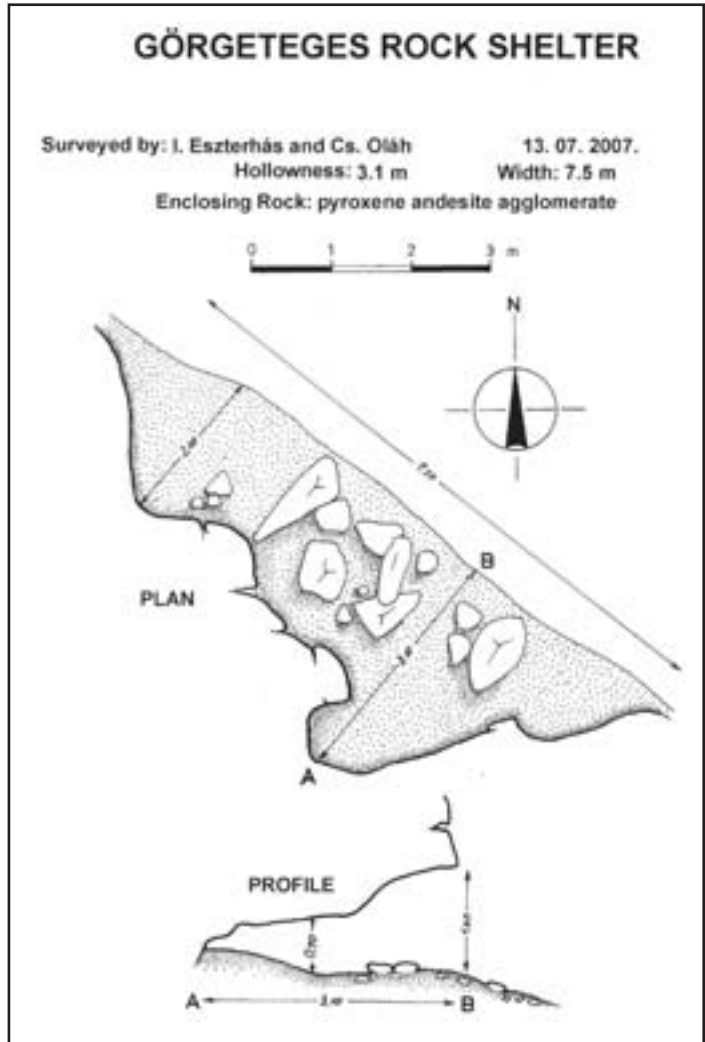 GÖRGETEGES ROCK SHELTER
Surveyed by: I. Eszterhás and Cs. Oláh 13. 07. 2007.
Hollowness: 3.1 m Width: 7.5 m
Enclosing Rock: pyroxene andesite agglomerate
0 1 2 3 m
N
B
PLAN
A
PROFILE
A B